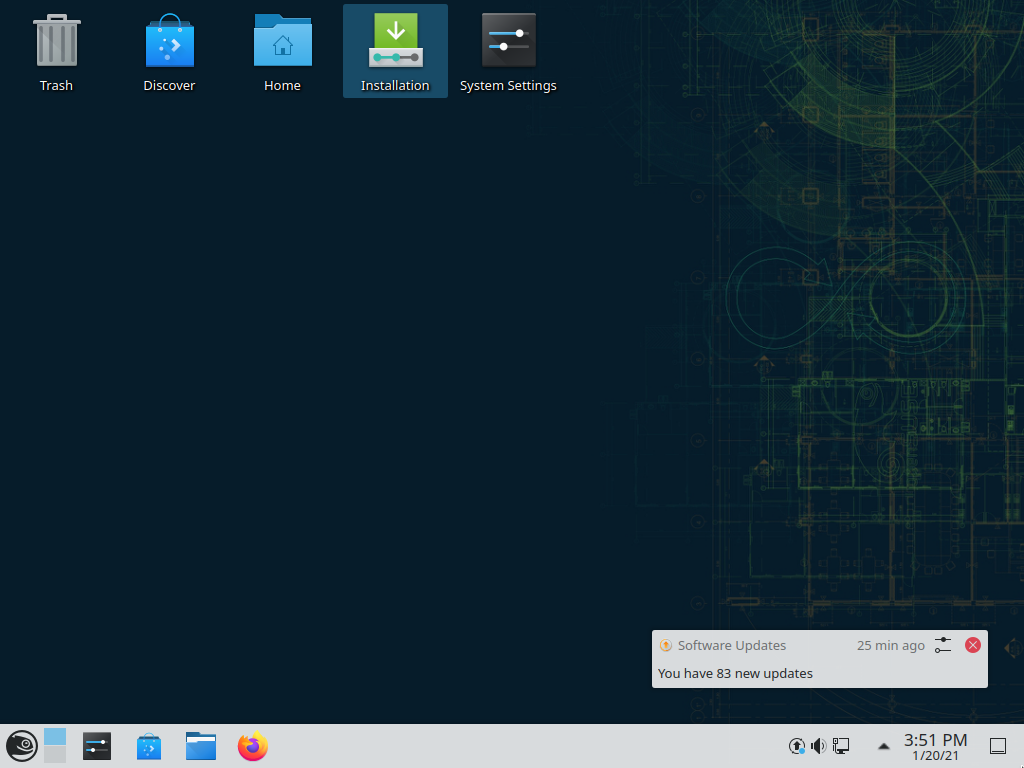 Trash
Discover
Home
Installation
System Settings
Software Updates
25 min ago
You have 83 new updates
3:51 PM
1/20/21